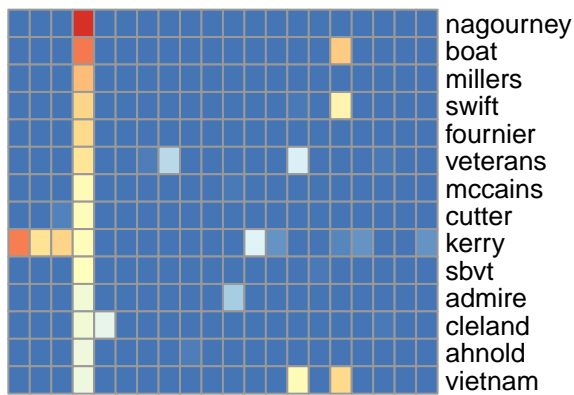 nagourney
boat
millers
swift
fournier
veterans
mccains
cutter
kerry
sbvt
admire
cleland
ahnold
vietnam